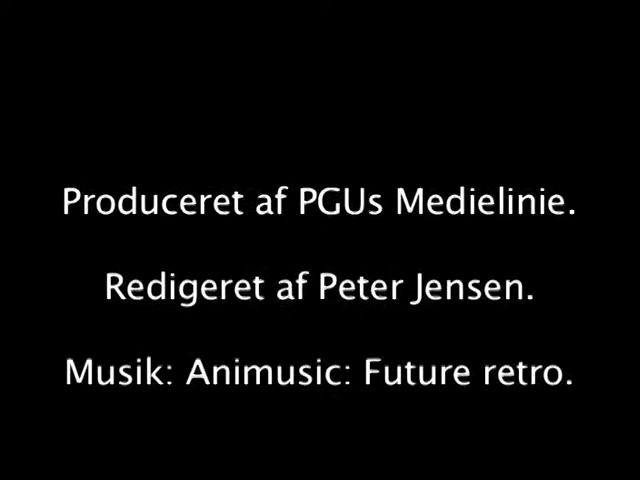 Produceret af PGUs Medielinie.
Redigeret af Peter Jensen.
Musik: Animusic: Future retro.